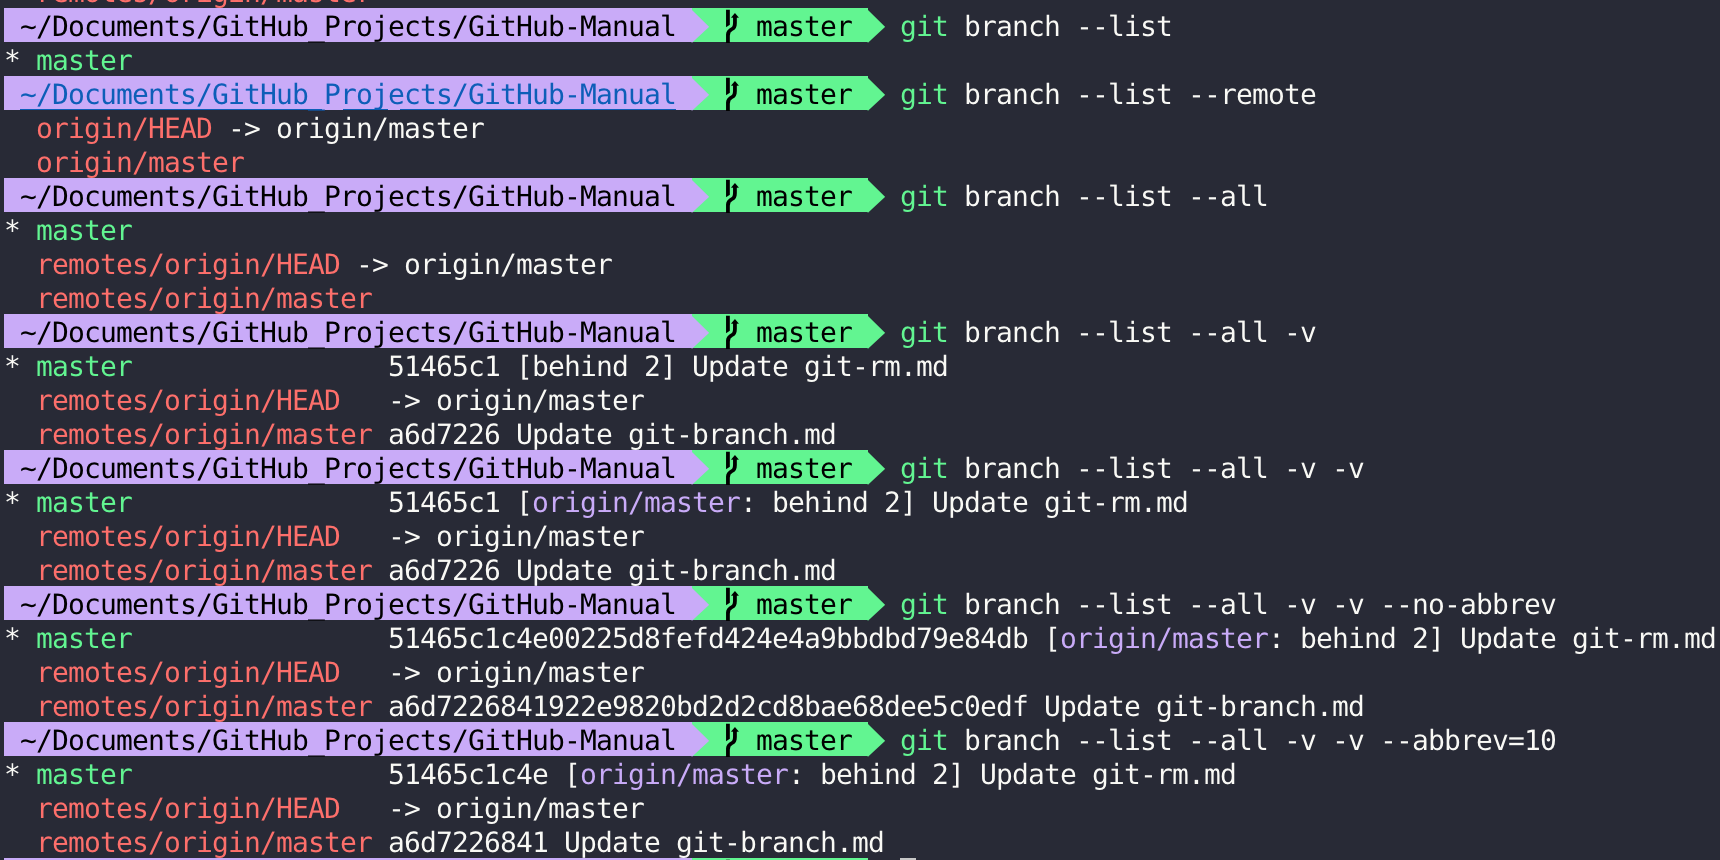 remotes/origin/master
~/Documents/GitHub_Projects/GitHub-Manual master git branch --list
* master
~/Documents/GitHub_Projects/GitHub-Manual master git branch --list --remote
origin/HEAD -> origin/master
origin/master
~/Documents/GitHub_Projects/GitHub-Manual master git branch --list --all
* master
remotes/origin/HEAD -> origin/master
remotes/origin/master
~/Documents/GitHub_Projects/GitHub-Manual master git branch --list --all -v
* master 51465c1 [behind 2] Update git-rm.md
remotes/origin/HEAD -> origin/master
remotes/origin/master a6d7226 Update git-branch.md
~/Documents/GitHub_Projects/GitHub-Manual master git branch --list --all -v -v
* master 51465c1 [origin/master: behind 2] Update git-rm.md
remotes/origin/HEAD -> origin/master
remotes/origin/master a6d7226 Update git-branch.md
~/Documents/GitHub_Projects/GitHub-Manual master git branch --list --all -v -v --no-abbrev
* master 51465c1c4e00225d8fefd424e4a9bbdbd79e84db [origin/master: behind 2] Update git-rm.md
remotes/origin/HEAD -> origin/master
remotes/origin/master a6d7226841922e9820bd2d2cd8bae68dee5c0edf Update git-branch.md
~/Documents/GitHub_Projects/GitHub-Manual master git branch --list --all -v -v --abbrev=10
* master 51465c1c4e [origin/master: behind 2] Update git-rm.md
remotes/origin/HEAD -> origin/master
remotes/origin/master a6d7226841 Update git-branch.md